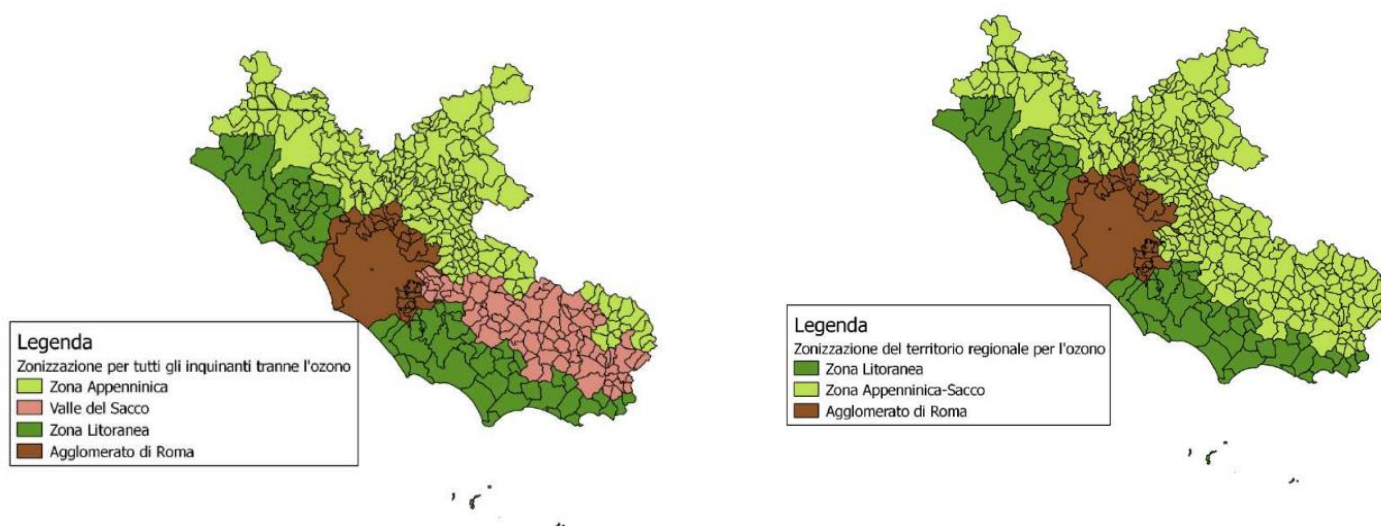 Legenda
Zonizzazione per tutti gli inquinanti tranne l'ozono
Zona Appenninica
Valle del Sacco
Zona Litoranea
Agglomerato di Roma
Legenda
Zonizzazione del territorio regionale per l'ozono
Zona Litoranea
Zona Appenninica-Sacco
Agglomerato di Roma